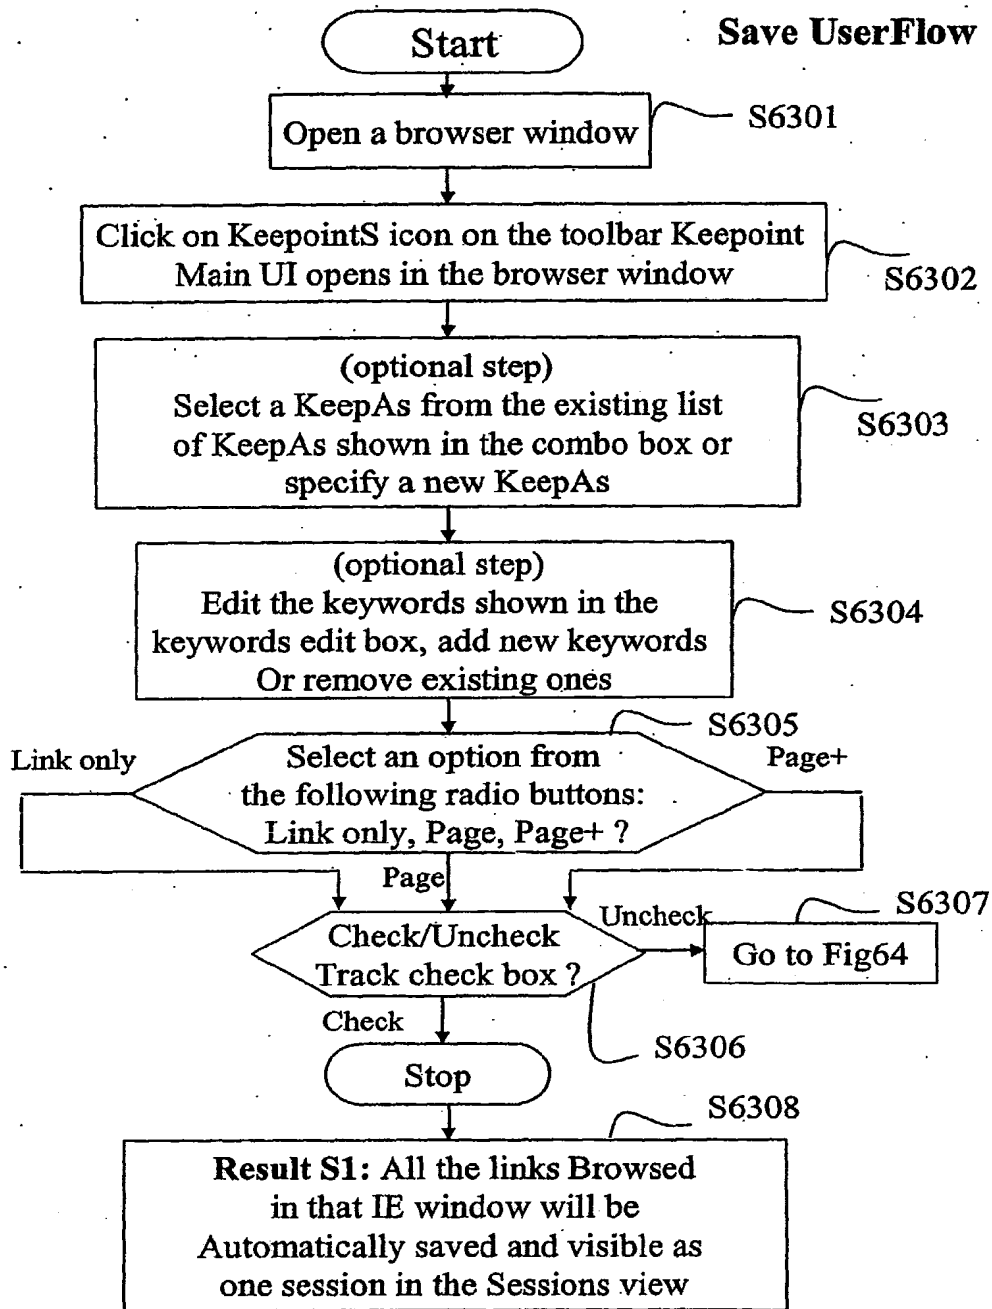 Save UserFlow
Start
Open a browser window
S6301
Click on KeepointS icon on the toolbar Keepoint
Main UI opens in the browser window
S6302
(optional step)
Select a KeepAs from the existing list
of KeepAs shown in the combo box or
specify a new KeepAs
S6303
(optional step)
Edit the keywords shown in the
keywords edit box, add new keywords
Or remove existing ones
S6304
S6305
Link only
Select an option from
the following radio buttons:
Link only, Page, Page+ ?
Page+
Page
Uncheck
S6307
Check/Uncheck
Track check box ?
Go to Fig64
Check
S6306
Stop
S6308
Result S1: All the links Browsed
in that IE window will be
Automatically saved and visible as
one session in the Sessions view